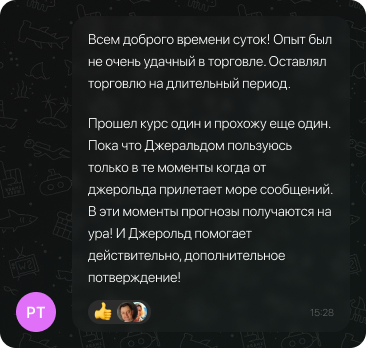 Всем доброго времени суток! Опыт был
не очень удачный в торговле. Оставлял
торговлю на длительный период.
Прошел курс один и прохожу еще один.
Пока что Джеральдом пользуюсь
только в те моменты когда от
джерольда прилетает море сообщений.
В эти моменты прогнозы получаются на
ура! И Джерольд помогает
действительно, дополнительное
потверждение!
РТ
15:28